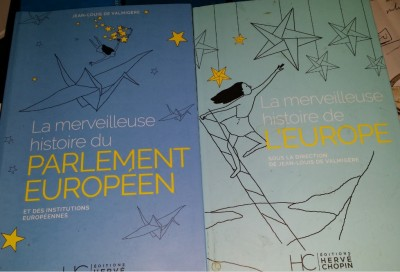 JEAN-LOUIS DE VALMIGÈRE
La merveilleuse
histoire du
PARLEMENT
EUROPÉEN
ET DES INSTITUTIONS
EUROPÉENNES
HC ÉDITIONS
HERVÉ
La merveilleuse
histoire de
L'EUROPE
SOUS LA DIRECTION
DE JEAN-LOUIS DE VALMIGÈRE
HC ÉDITIONS
HERVÉ
CHOPIN